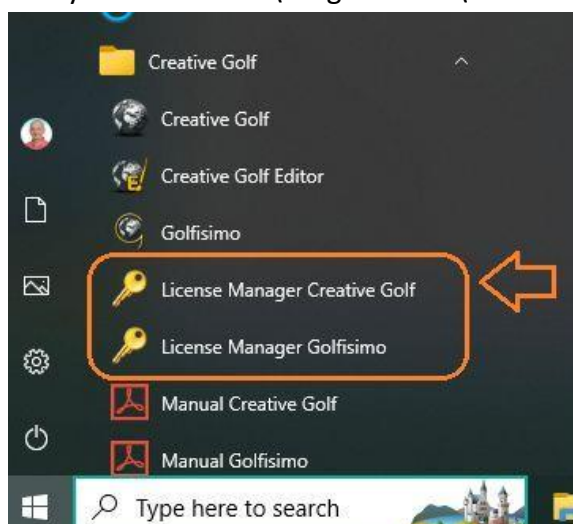 Creative Golf
Creative Golf
Creative Golf Editor
Golfisimo
License Manager Creative Golf
License Manager Golfisimo
Manual Creative Golf
Manual Golfisimo
Type here to search